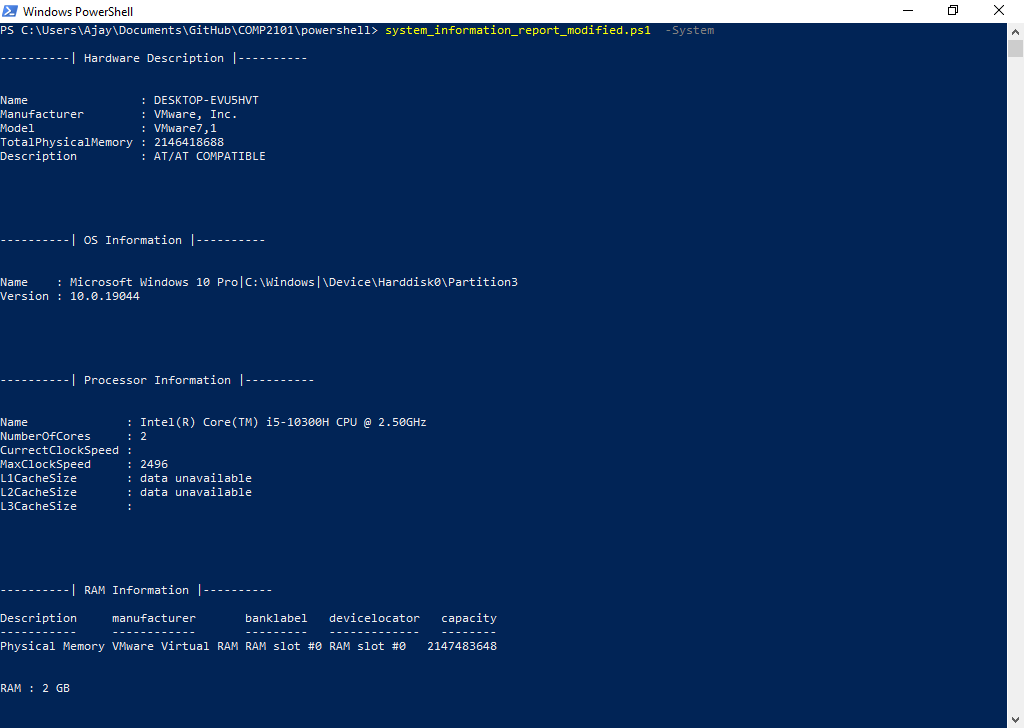 Windows PowerShell
PS C:\Users\Ajay\Documents\GitHub\COMP2101\powershell> system_information_report_modified.ps1  -System
----------| Hardware Description |----------
Name                : DESKTOP-EVU5HVT
Manufacturer        : VMware, Inc.
Model               : VMware7,1
TotalPhysicalMemory : 2146418688
Description         : AT/AT COMPATIBLE
----------| OS Information |----------
Name    : Microsoft Windows 10 Pro|C:\Windows|\Device\Harddisk0\Partition3
Version : 10.0.19044
----------| Processor Information |----------
Name              : Intel(R) Core(TM) i5-10300H CPU @ 2.50GHz
NumberOfCores     : 2
CurrectClockSpeed :
MaxClockSpeed     : 2496
L1CacheSize       : data unavailable
L2CacheSize       : data unavailable
L3CacheSize       :
----------| RAM Information |----------
Description     manufacturer       banklabel   devicelocator   capacity
-----------     ------------       ---------   -------------   --------
Physical Memory VMware Virtual RAM RAM slot #0 RAM slot #0   2147483648
RAM : 2 GB